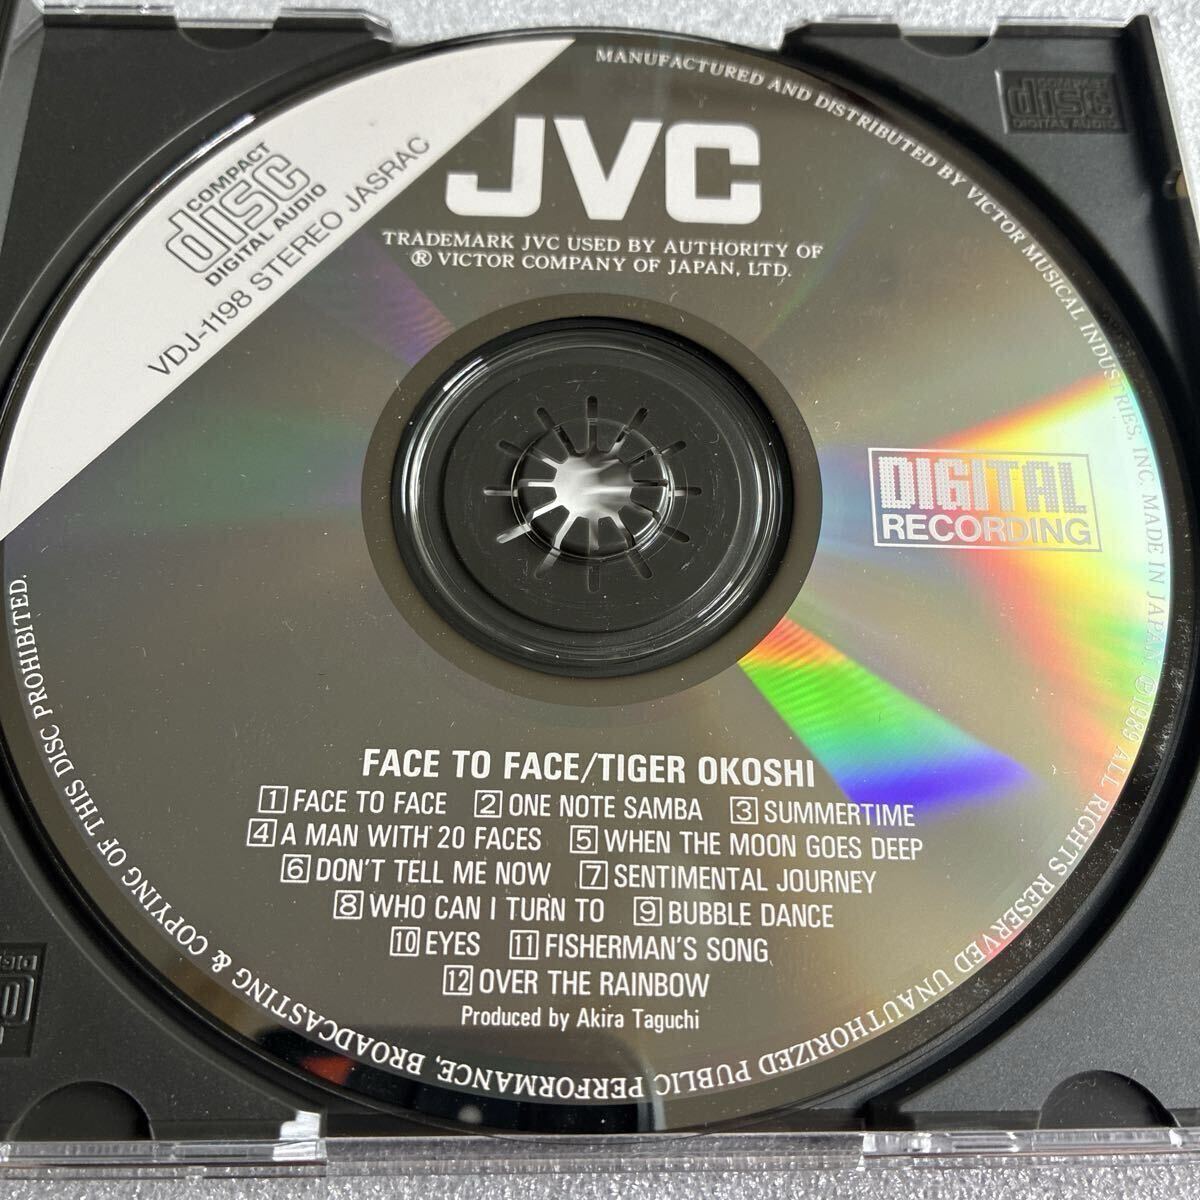 COMPACT
disc
DIGITAL AUDIO
VDJ-1198 STEREO JASRAC
JVC
TRADEMARK JVC USED BY AUTHORITY OF
® VICTOR COMPANY OF JAPAN, LTD.
MANUFACTURED AND DISTRIBUTED BY VICTOR MUSICAL INDUSTRIES, INC. MADE IN JAPAN. ℗1989 ALL RIGHTS RESERVED UNAUTHORIZED PUBLIC PERFORMANCE, BROADCASTING & COPYING OF THIS DISC PROHIBITED.
COMPACT
disc
DIGITAL AUDIO
DIGITAL
RECORDING
FACE TO FACE/TIGER OKOSHI
1 FACE TO FACE 2 ONE NOTE SAMBA 3 SUMMERTIME
4 A MAN WITH 20 FACES 5 WHEN THE MOON GOES DEEP
6 DON'T TELL ME NOW 7 SENTIMENTAL JOURNEY
8 WHO CAN I TURN TO 9 BUBBLE DANCE
10 EYES 11 FISHERMAN'S SONG
12 OVER THE RAINBOW
Produced by Akira Taguchi